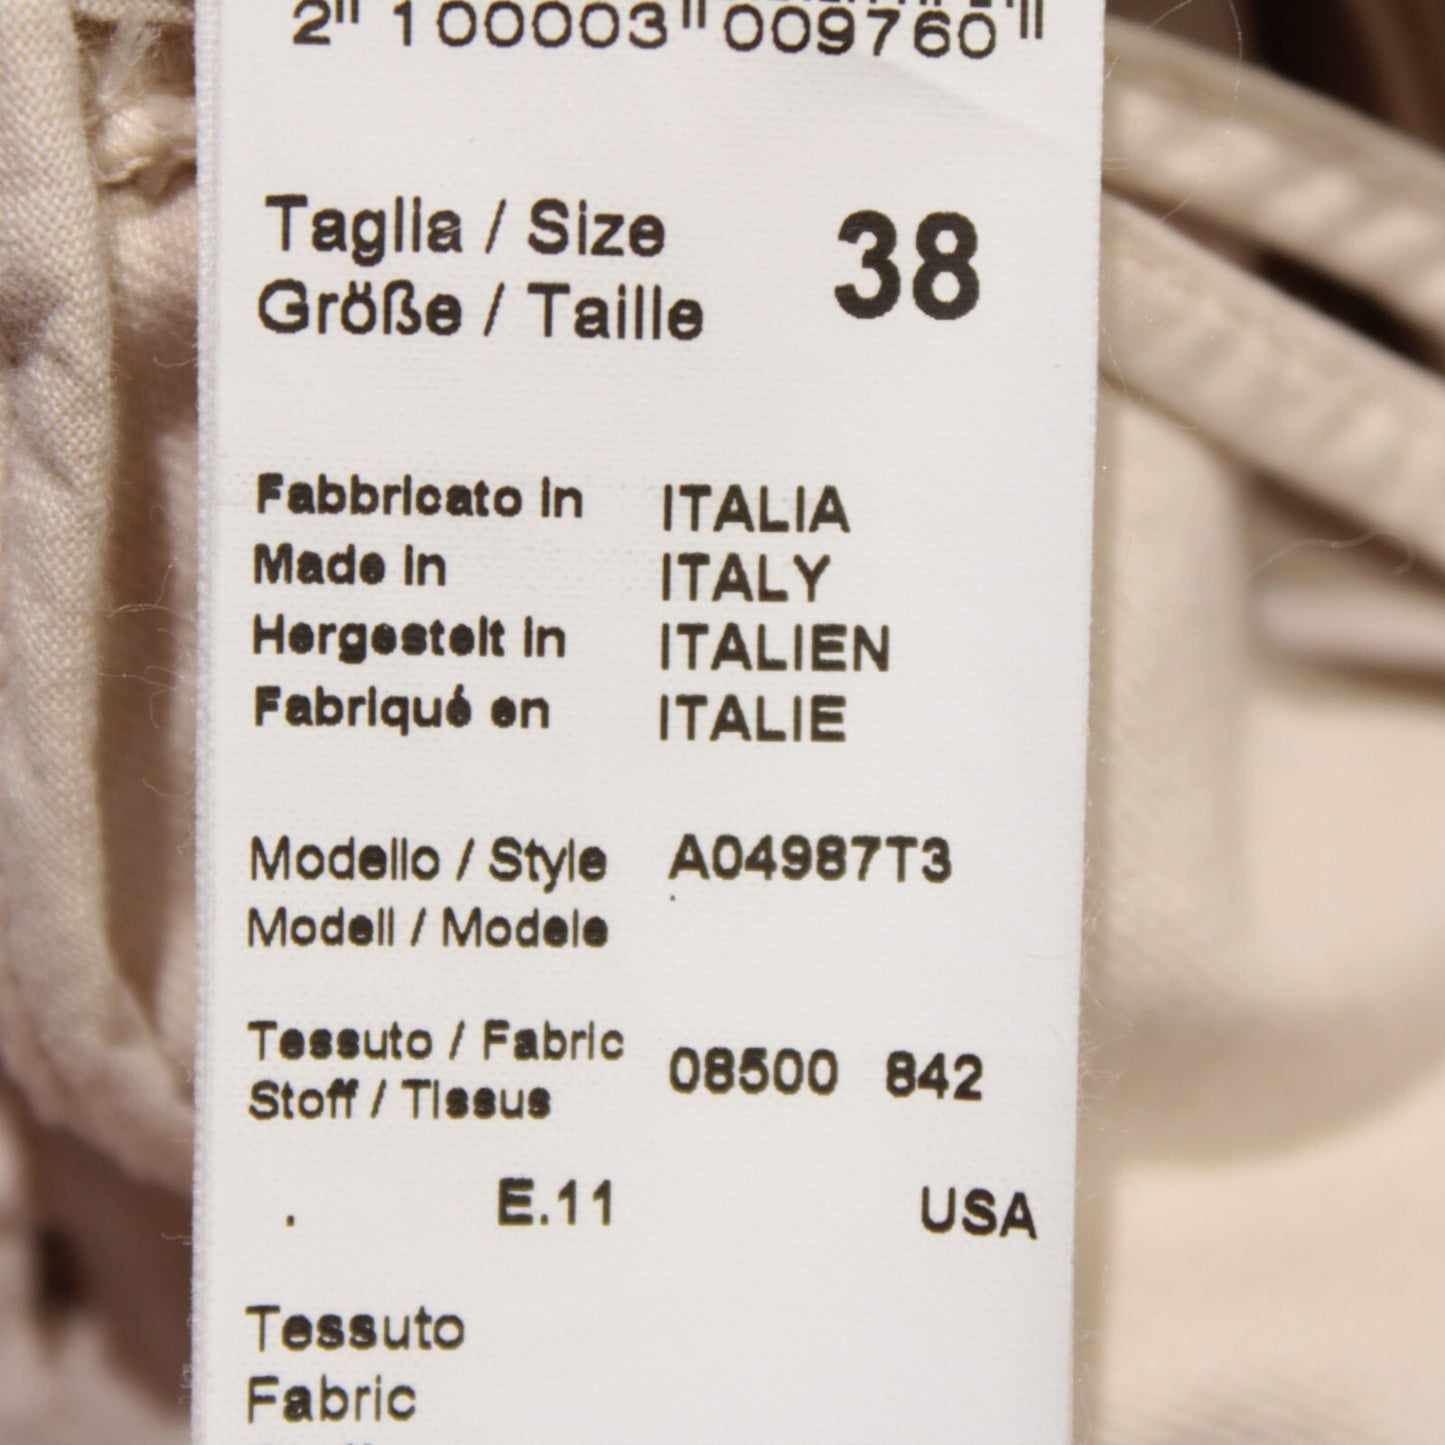 2" 100003 "009760 "
Taglia / Size 38
Größe / Taille
Fabbricato in ITALIA
Made in ITALY
Hergestelt in ITALIEN
Fabriqué en ITALIE
Modello / Style A04987T3
Modell / Modele
Tessuto / Fabric 08500 842
Stoff / Tissus
. E.11 USA
Tessuto
Fabric